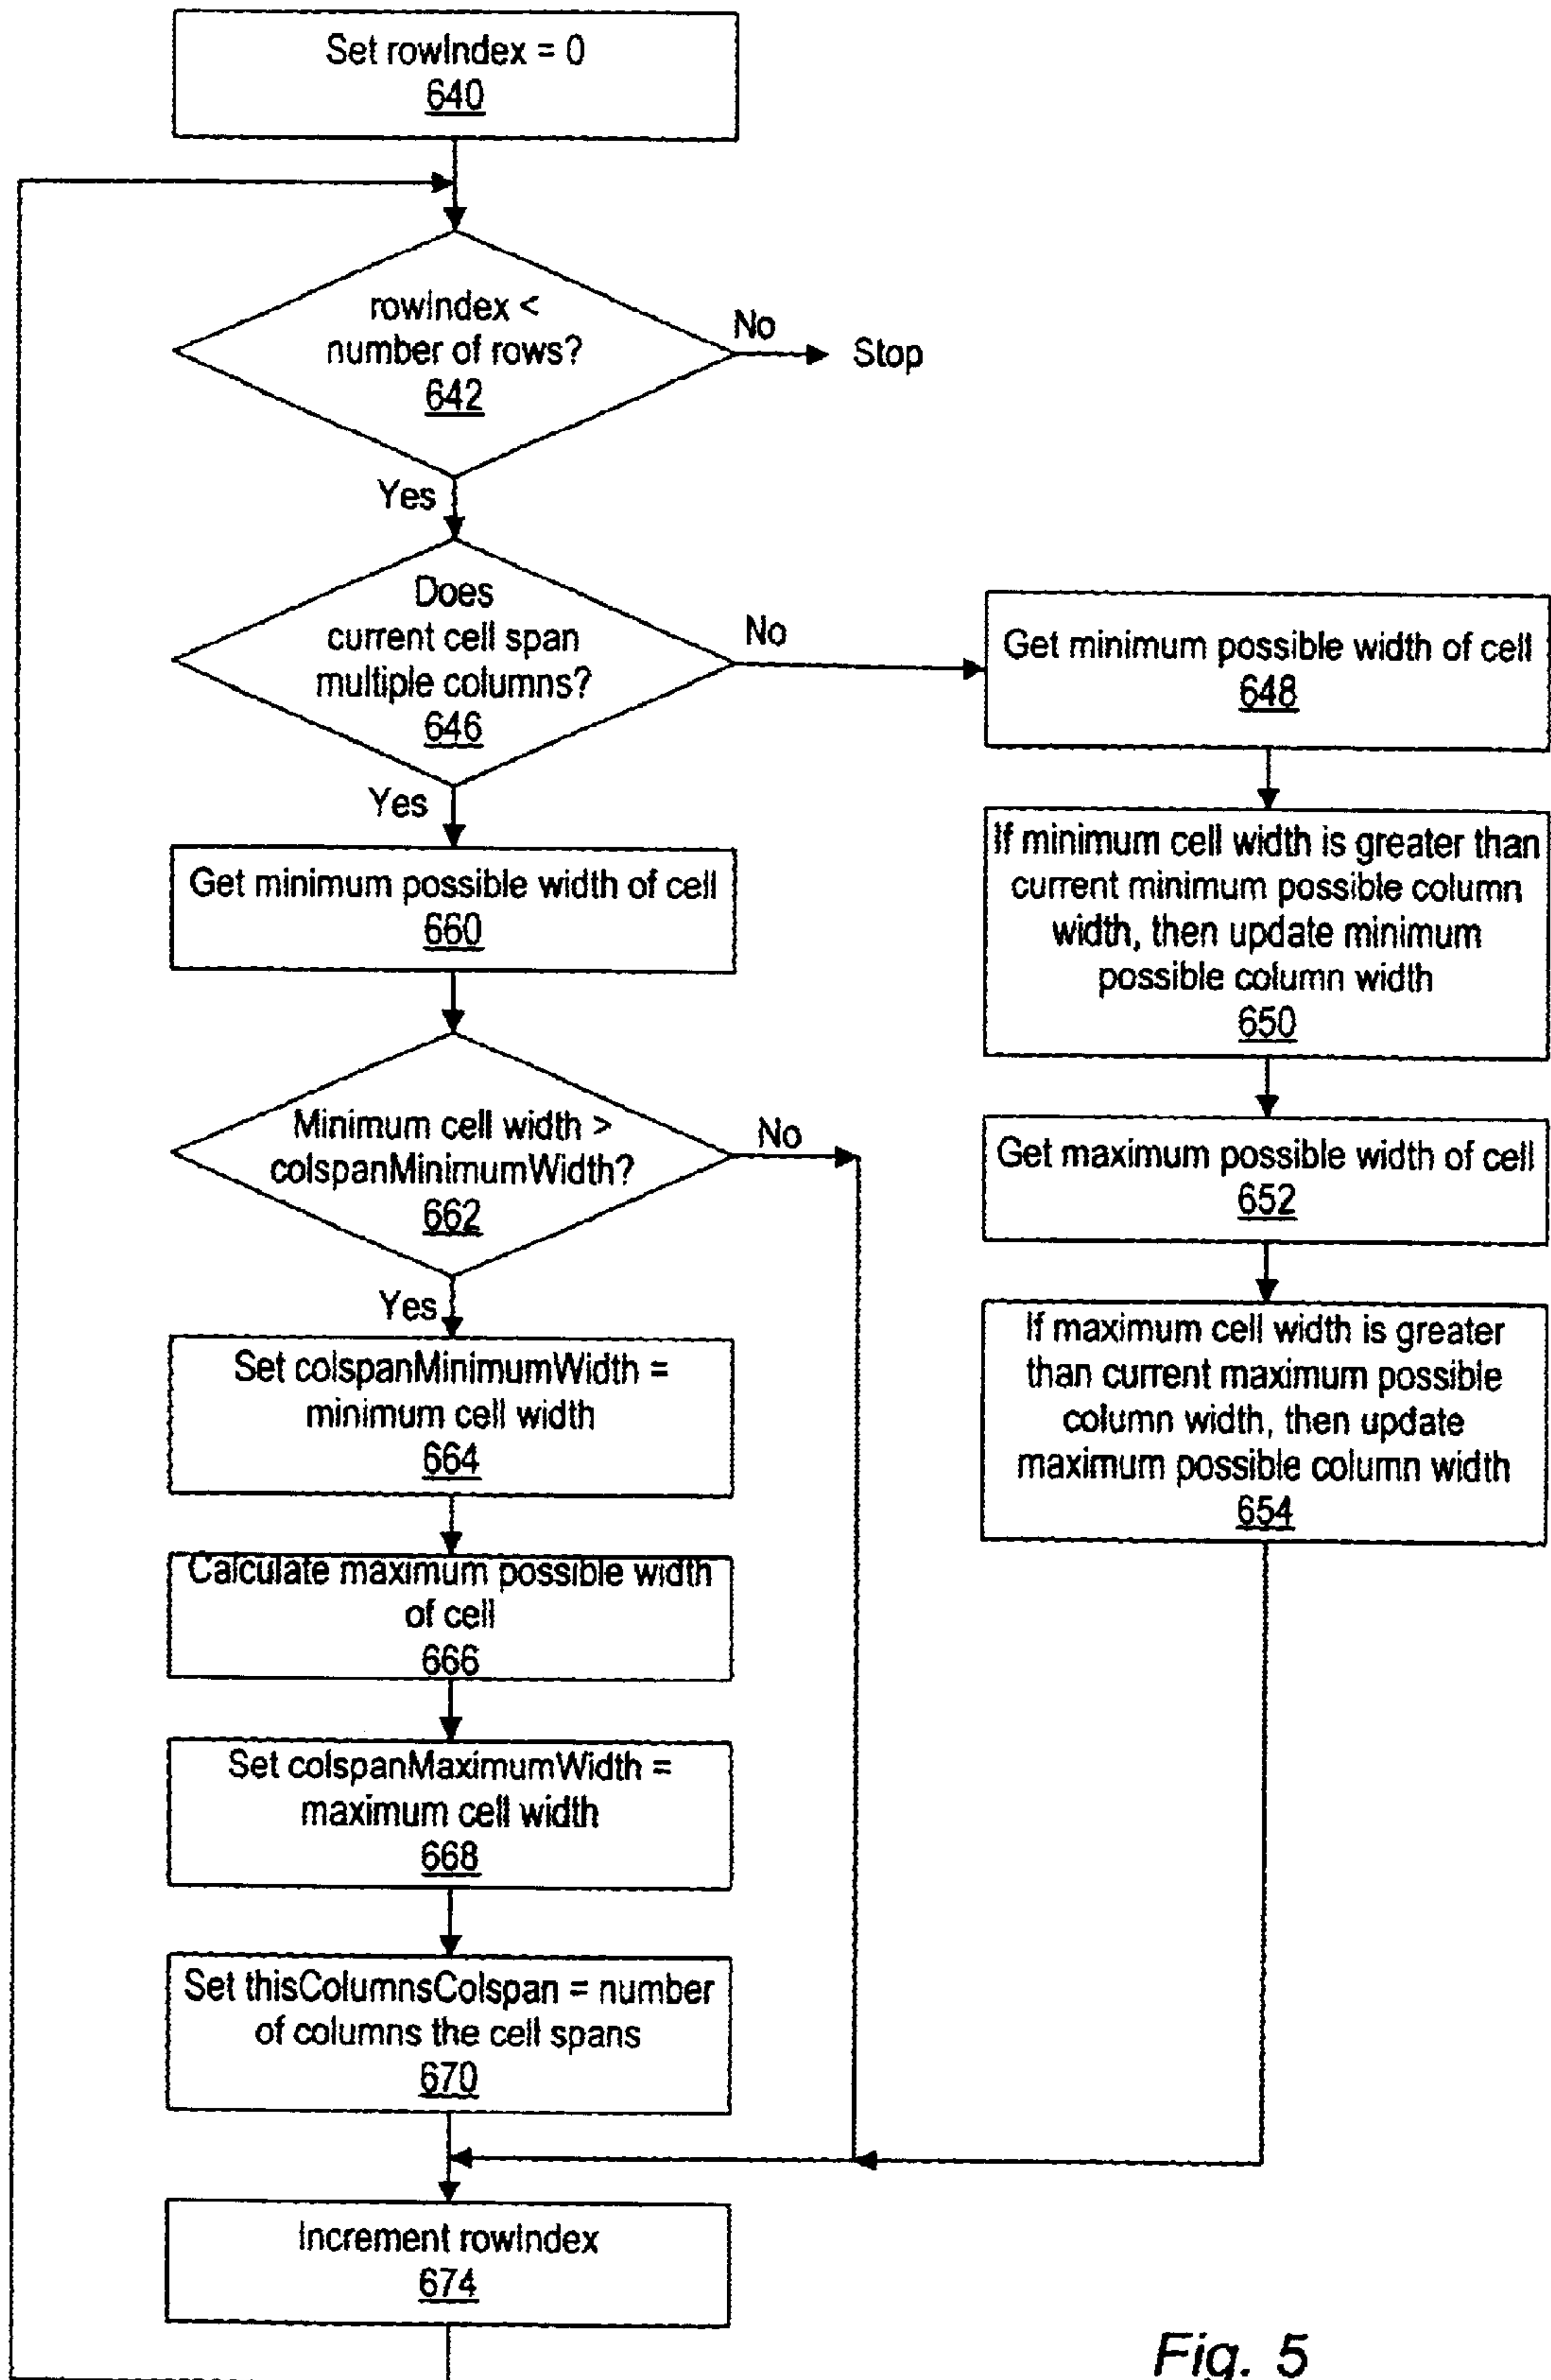 Set rowIndex = 0
640
rowIndex <
number of rows?
642
No
Stop
Yes
Does
current cell span
multiple columns?
646
No
Yes
Get minimum possible width of cell
648
If minimum cell width is greater than
current minimum possible column
width, then update minimum
possible column width
650
Get maximum possible width of cell
652
If maximum cell width is greater
than current maximum possible
column width, then update
maximum possible column width
654
Get minimum possible width of cell
660
Minimum cell width >
colspanMinimumWidth?
662
No
Yes
Set colspanMinimumWidth =
minimum cell width
664
Calculate maximum possible width
of cell
666
Set colspanMaximumWidth =
maximum cell width
668
Set thisColumnsColspan = number
of columns the cell spans
670
Increment rowIndex
674
Fig. 5